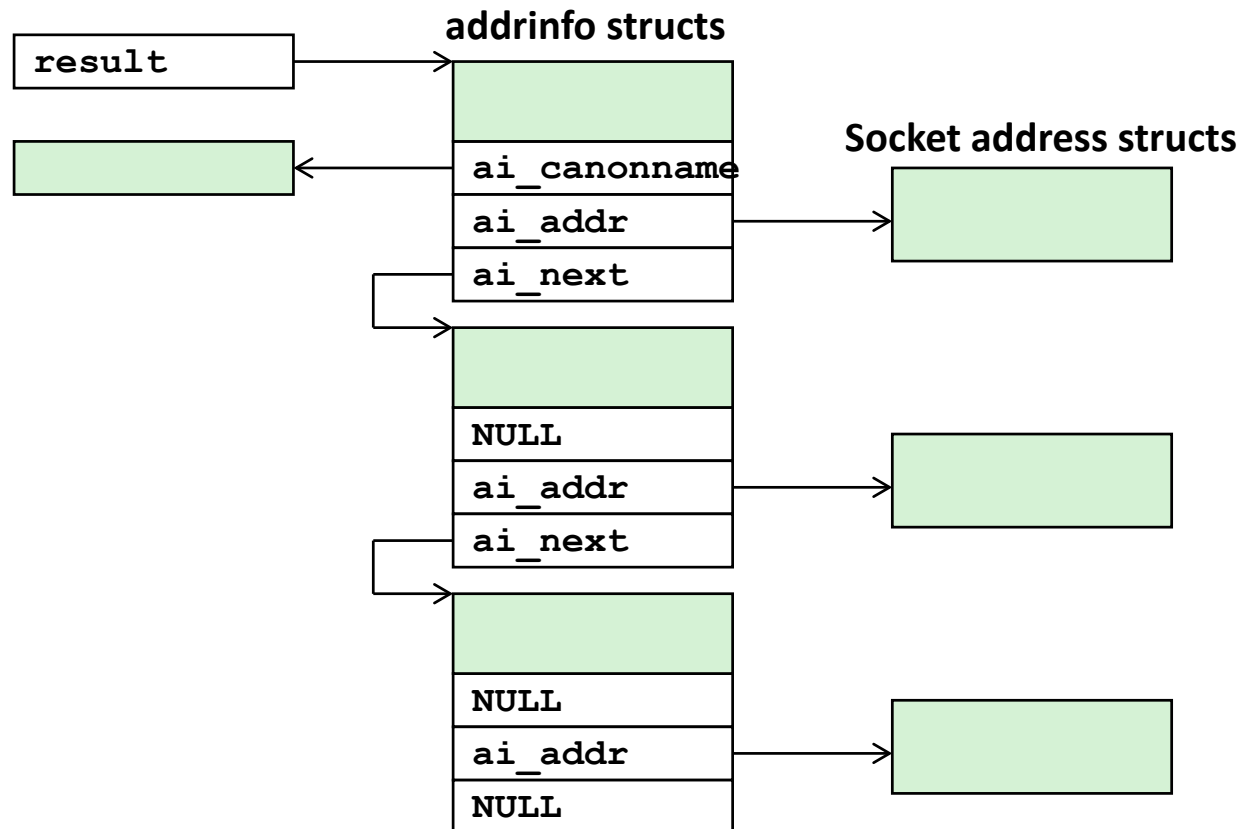 addrinfo structs
result
Socket address structs
ai_canonname
ai_addr
ai_next
NULL
ai_addr
ai_next
NULL
ai_addr
NULL